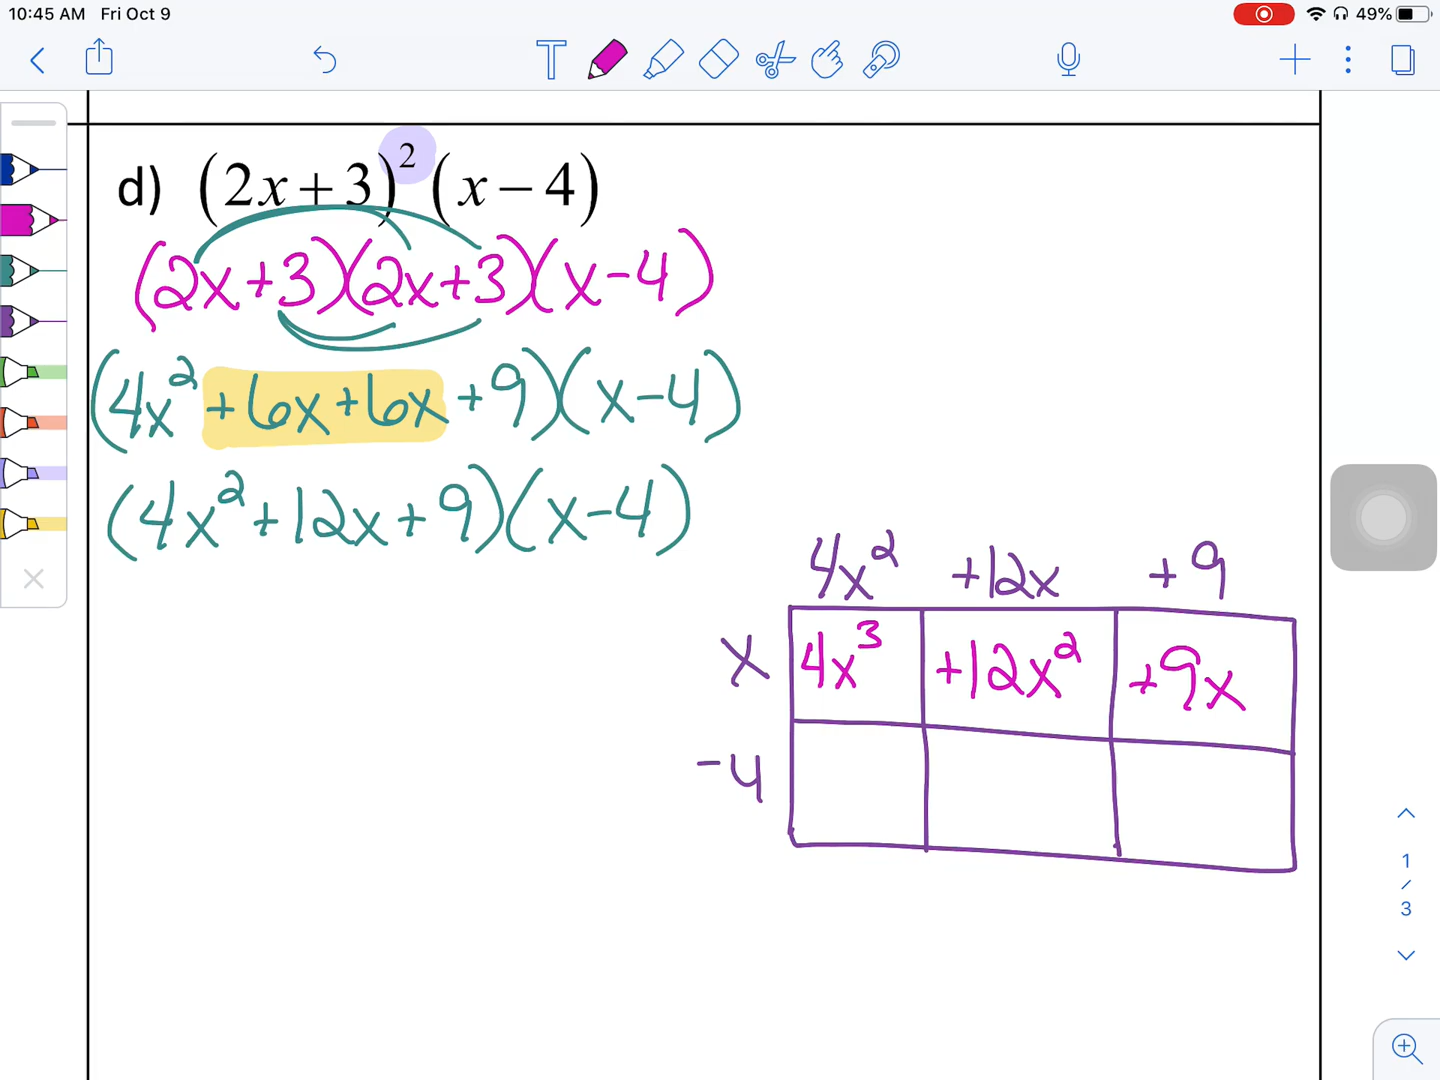 10:45 AM Fri Oct 9
49%
T
d) (2x+3)² (x−4)
(2x+3)(2x+3)(x−4)
(4x² +6x+6x +9)(x−4)
(4x²+12x+9)(x−4)
4x² +12x +9
x 4x³ +12x² +9x
-4
1
/
3